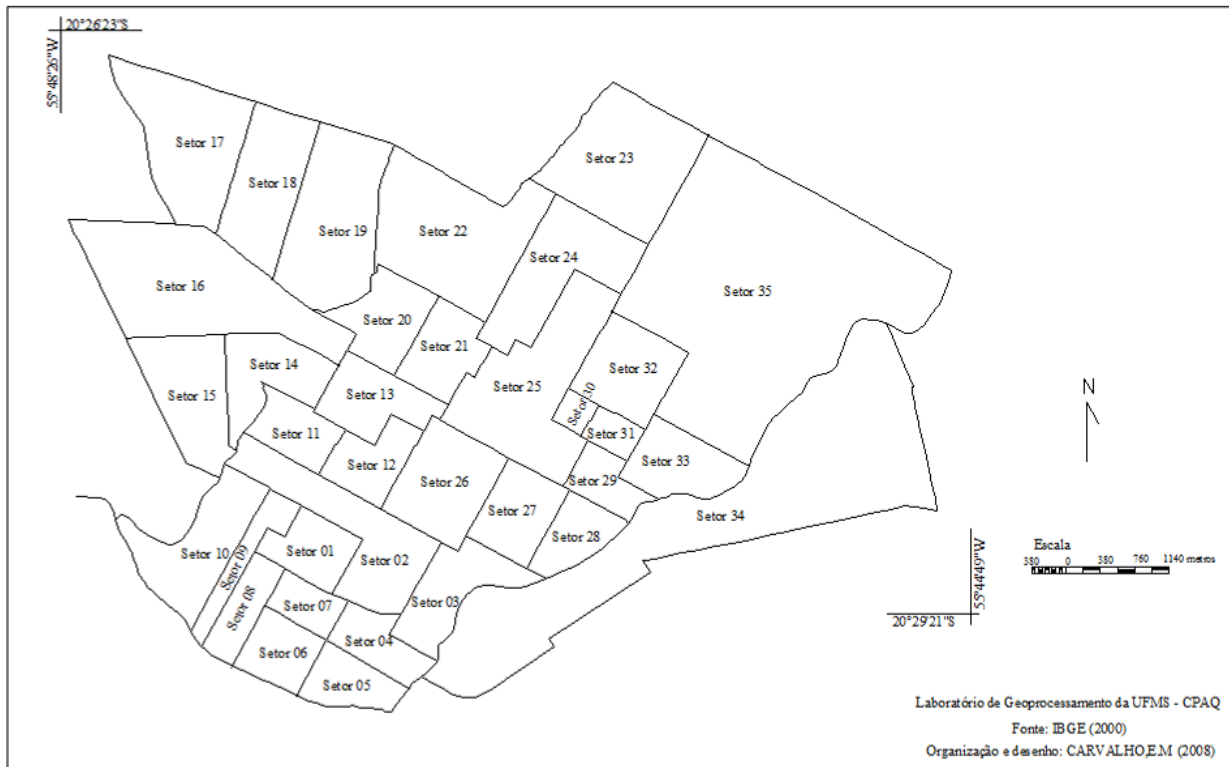 20°26'23"S
55°48'26"W
Setor 17
Setor 18
Setor 19
Setor 22
Setor 23
Setor 24
Setor 16
Setor 35
Setor 20
Setor 21
Setor 32
Setor 14
Setor 13
Setor 25
Setor 30
Setor 15
Setor 11
Setor 31
Setor 12
Setor 33
Setor 26
Setor 29
Setor 27
Setor 34
Setor 28
Setor 10
Setor 09
Setor 01
Setor 02
Setor 08
Setor 07
Setor 03
Setor 04
Setor 06
Setor 05
N
Escala
380 0 380 760 1140 metros
55°44'49"W
20°29'21"S
Laboratório de Geoprocessamento da UFMS - CPAQ
Fonte: IBGE (2000)
Organização e desenho: CARVALHO,E.M (2008)